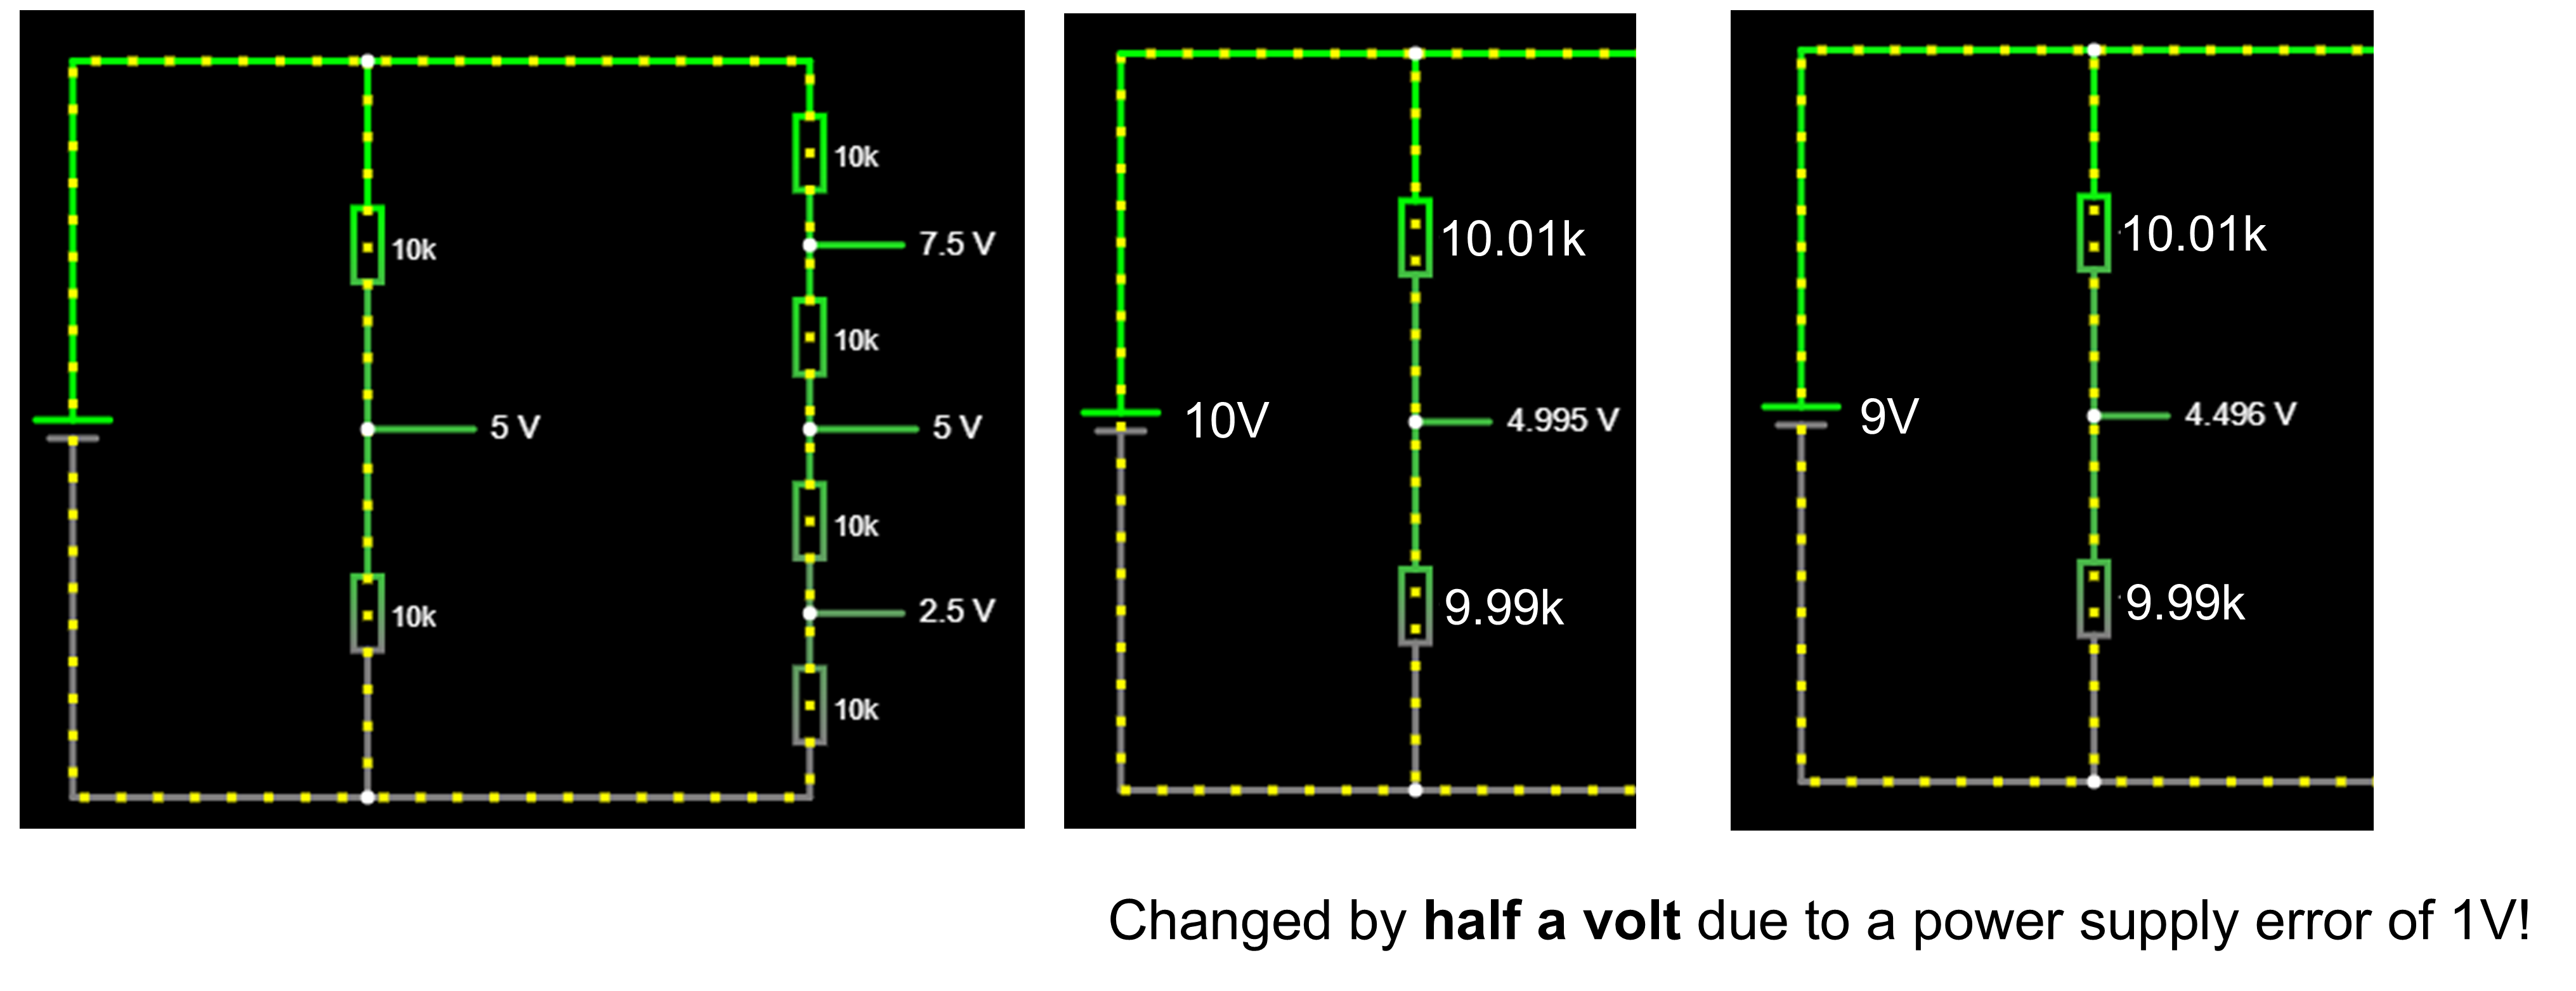 10k
7.5 V
10k
10k
5 V
5 V
10k
2.5 V
10k
10k
10.01k
10V
4.995 V
9.99k
10.01k
9V
4.496 V
9.99k
Changed by half a volt due to a power supply error of 1V!